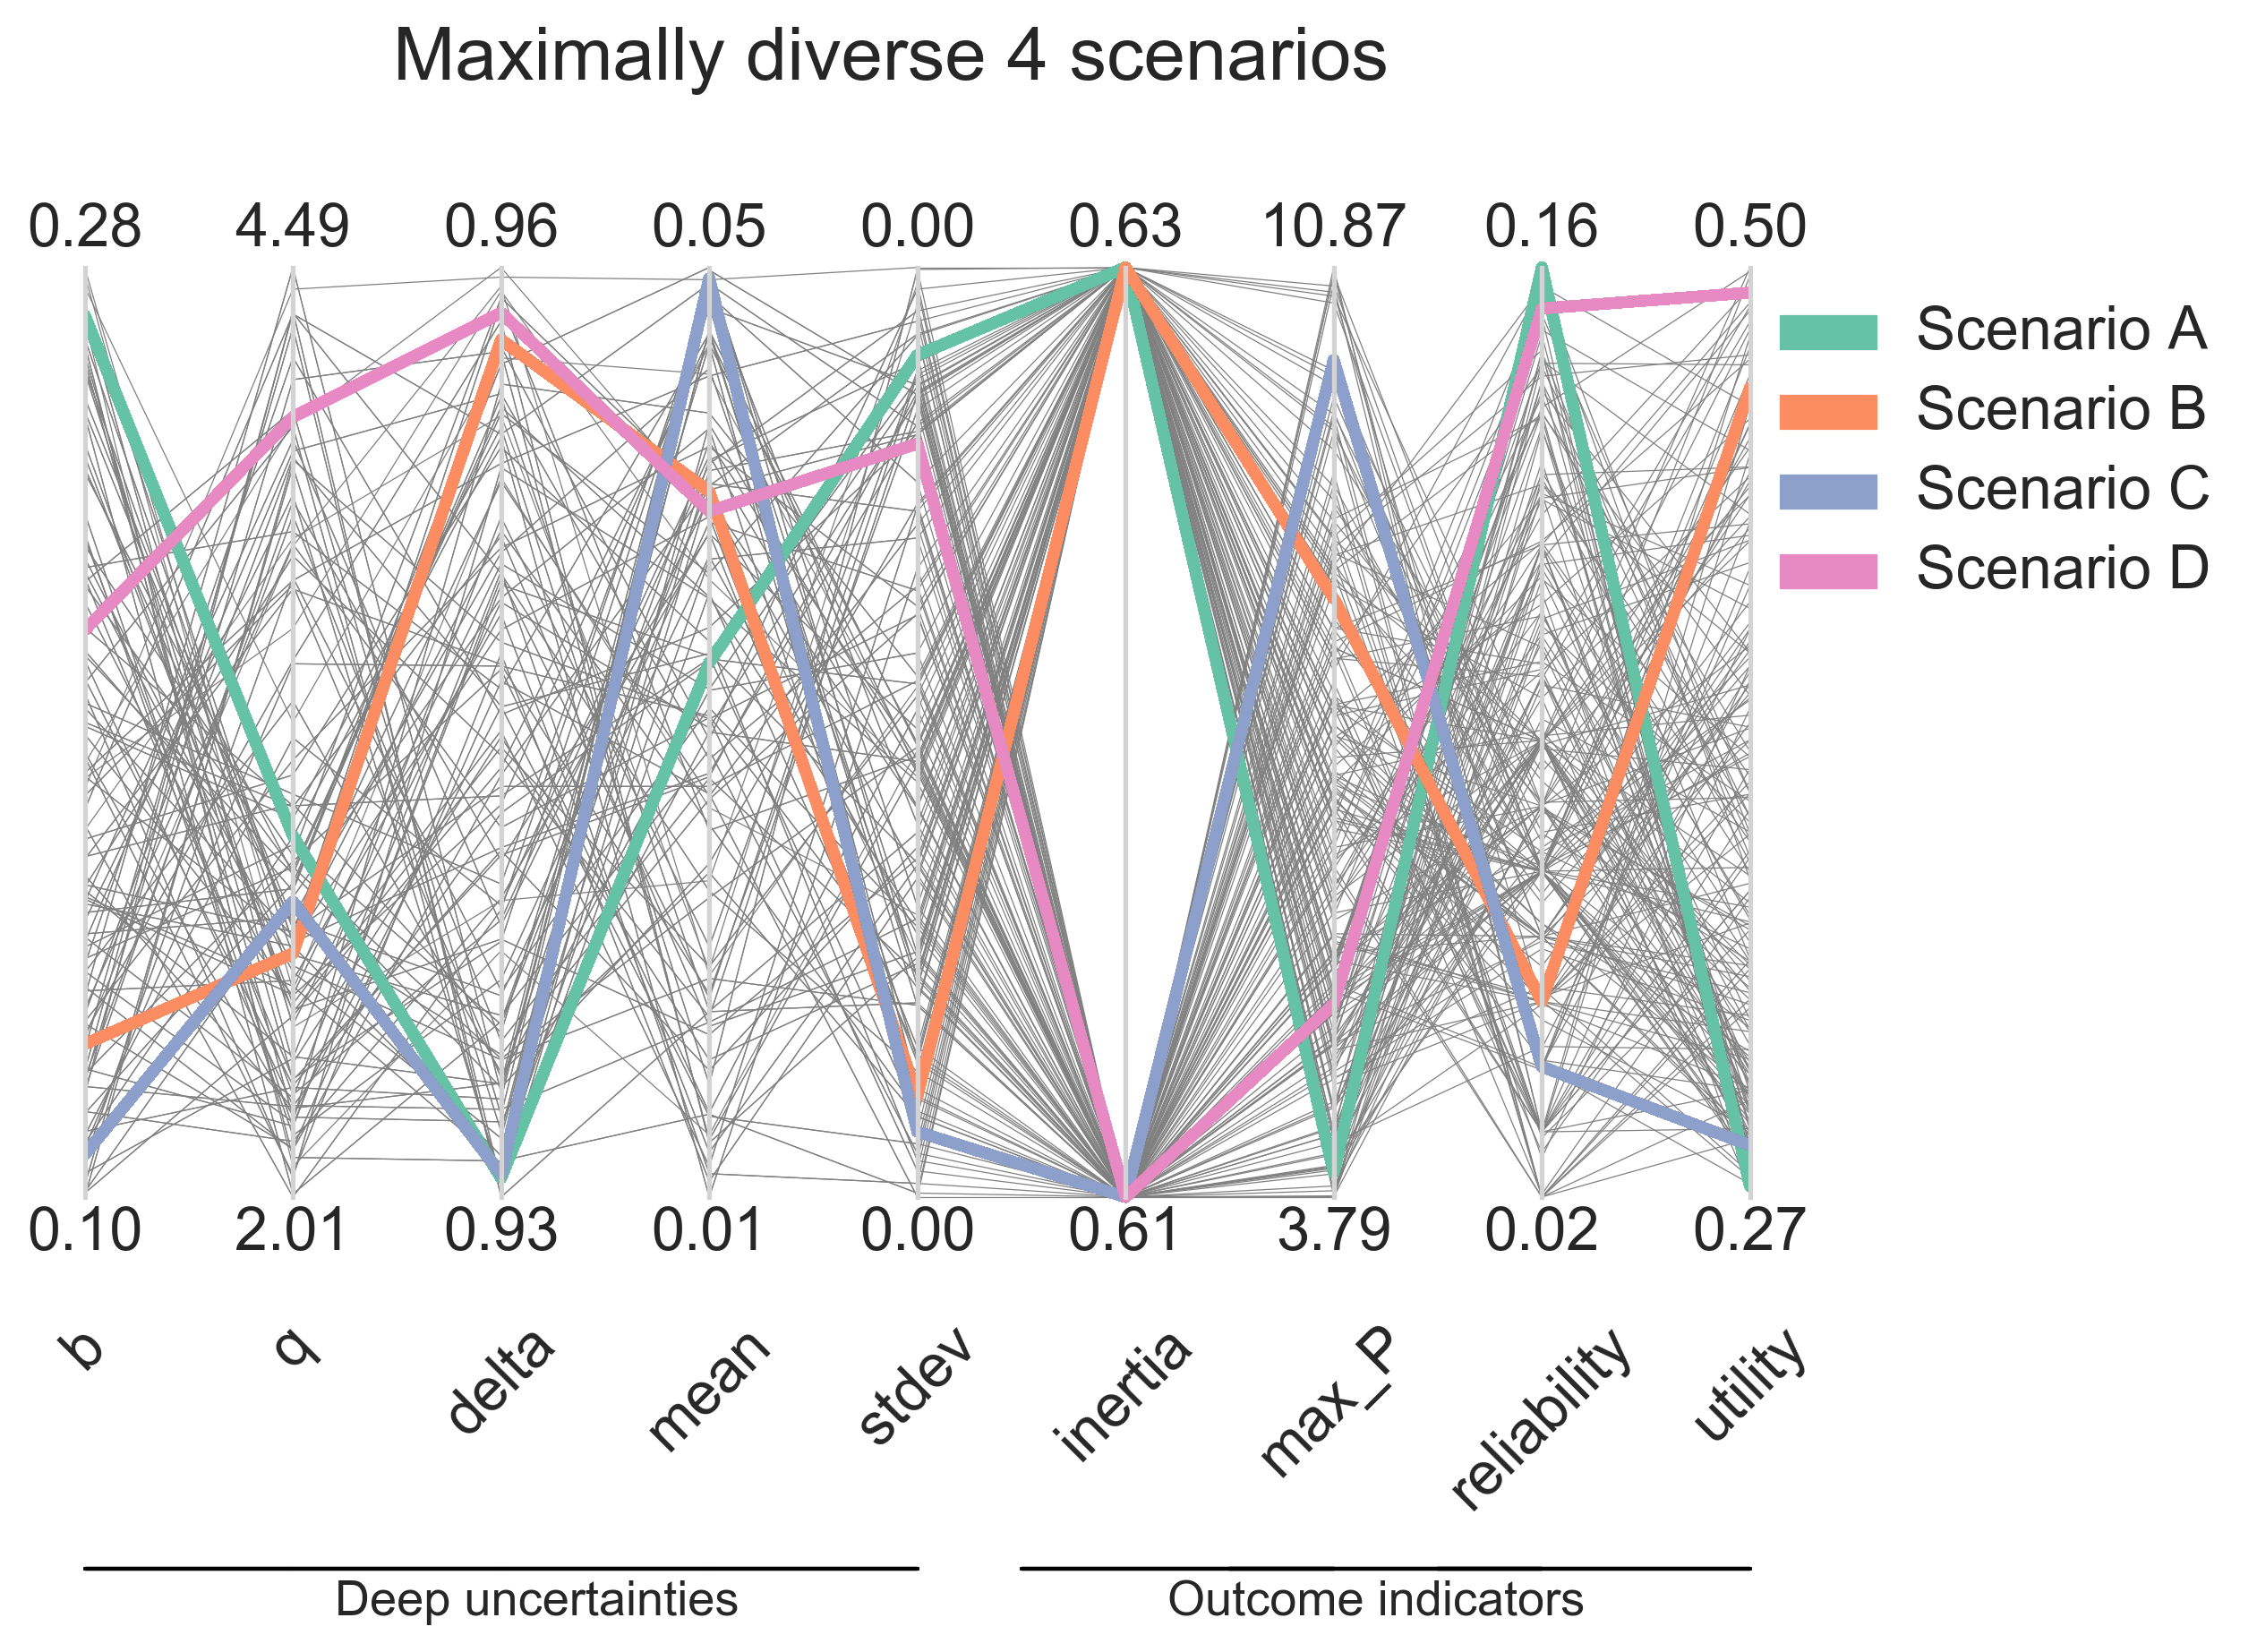 Maximally diverse 4 scenarios
0.28 4.49 0.96 0.05 0.00 0.63 10.87 0.16 0.50
Scenario A
Scenario B
Scenario C
Scenario D
0.10 2.01 0.93 0.01 0.00 0.61 3.79 0.02 0.27
b q delta mean stdev inertia max_P reliability utility
Deep uncertainties Outcome indicators